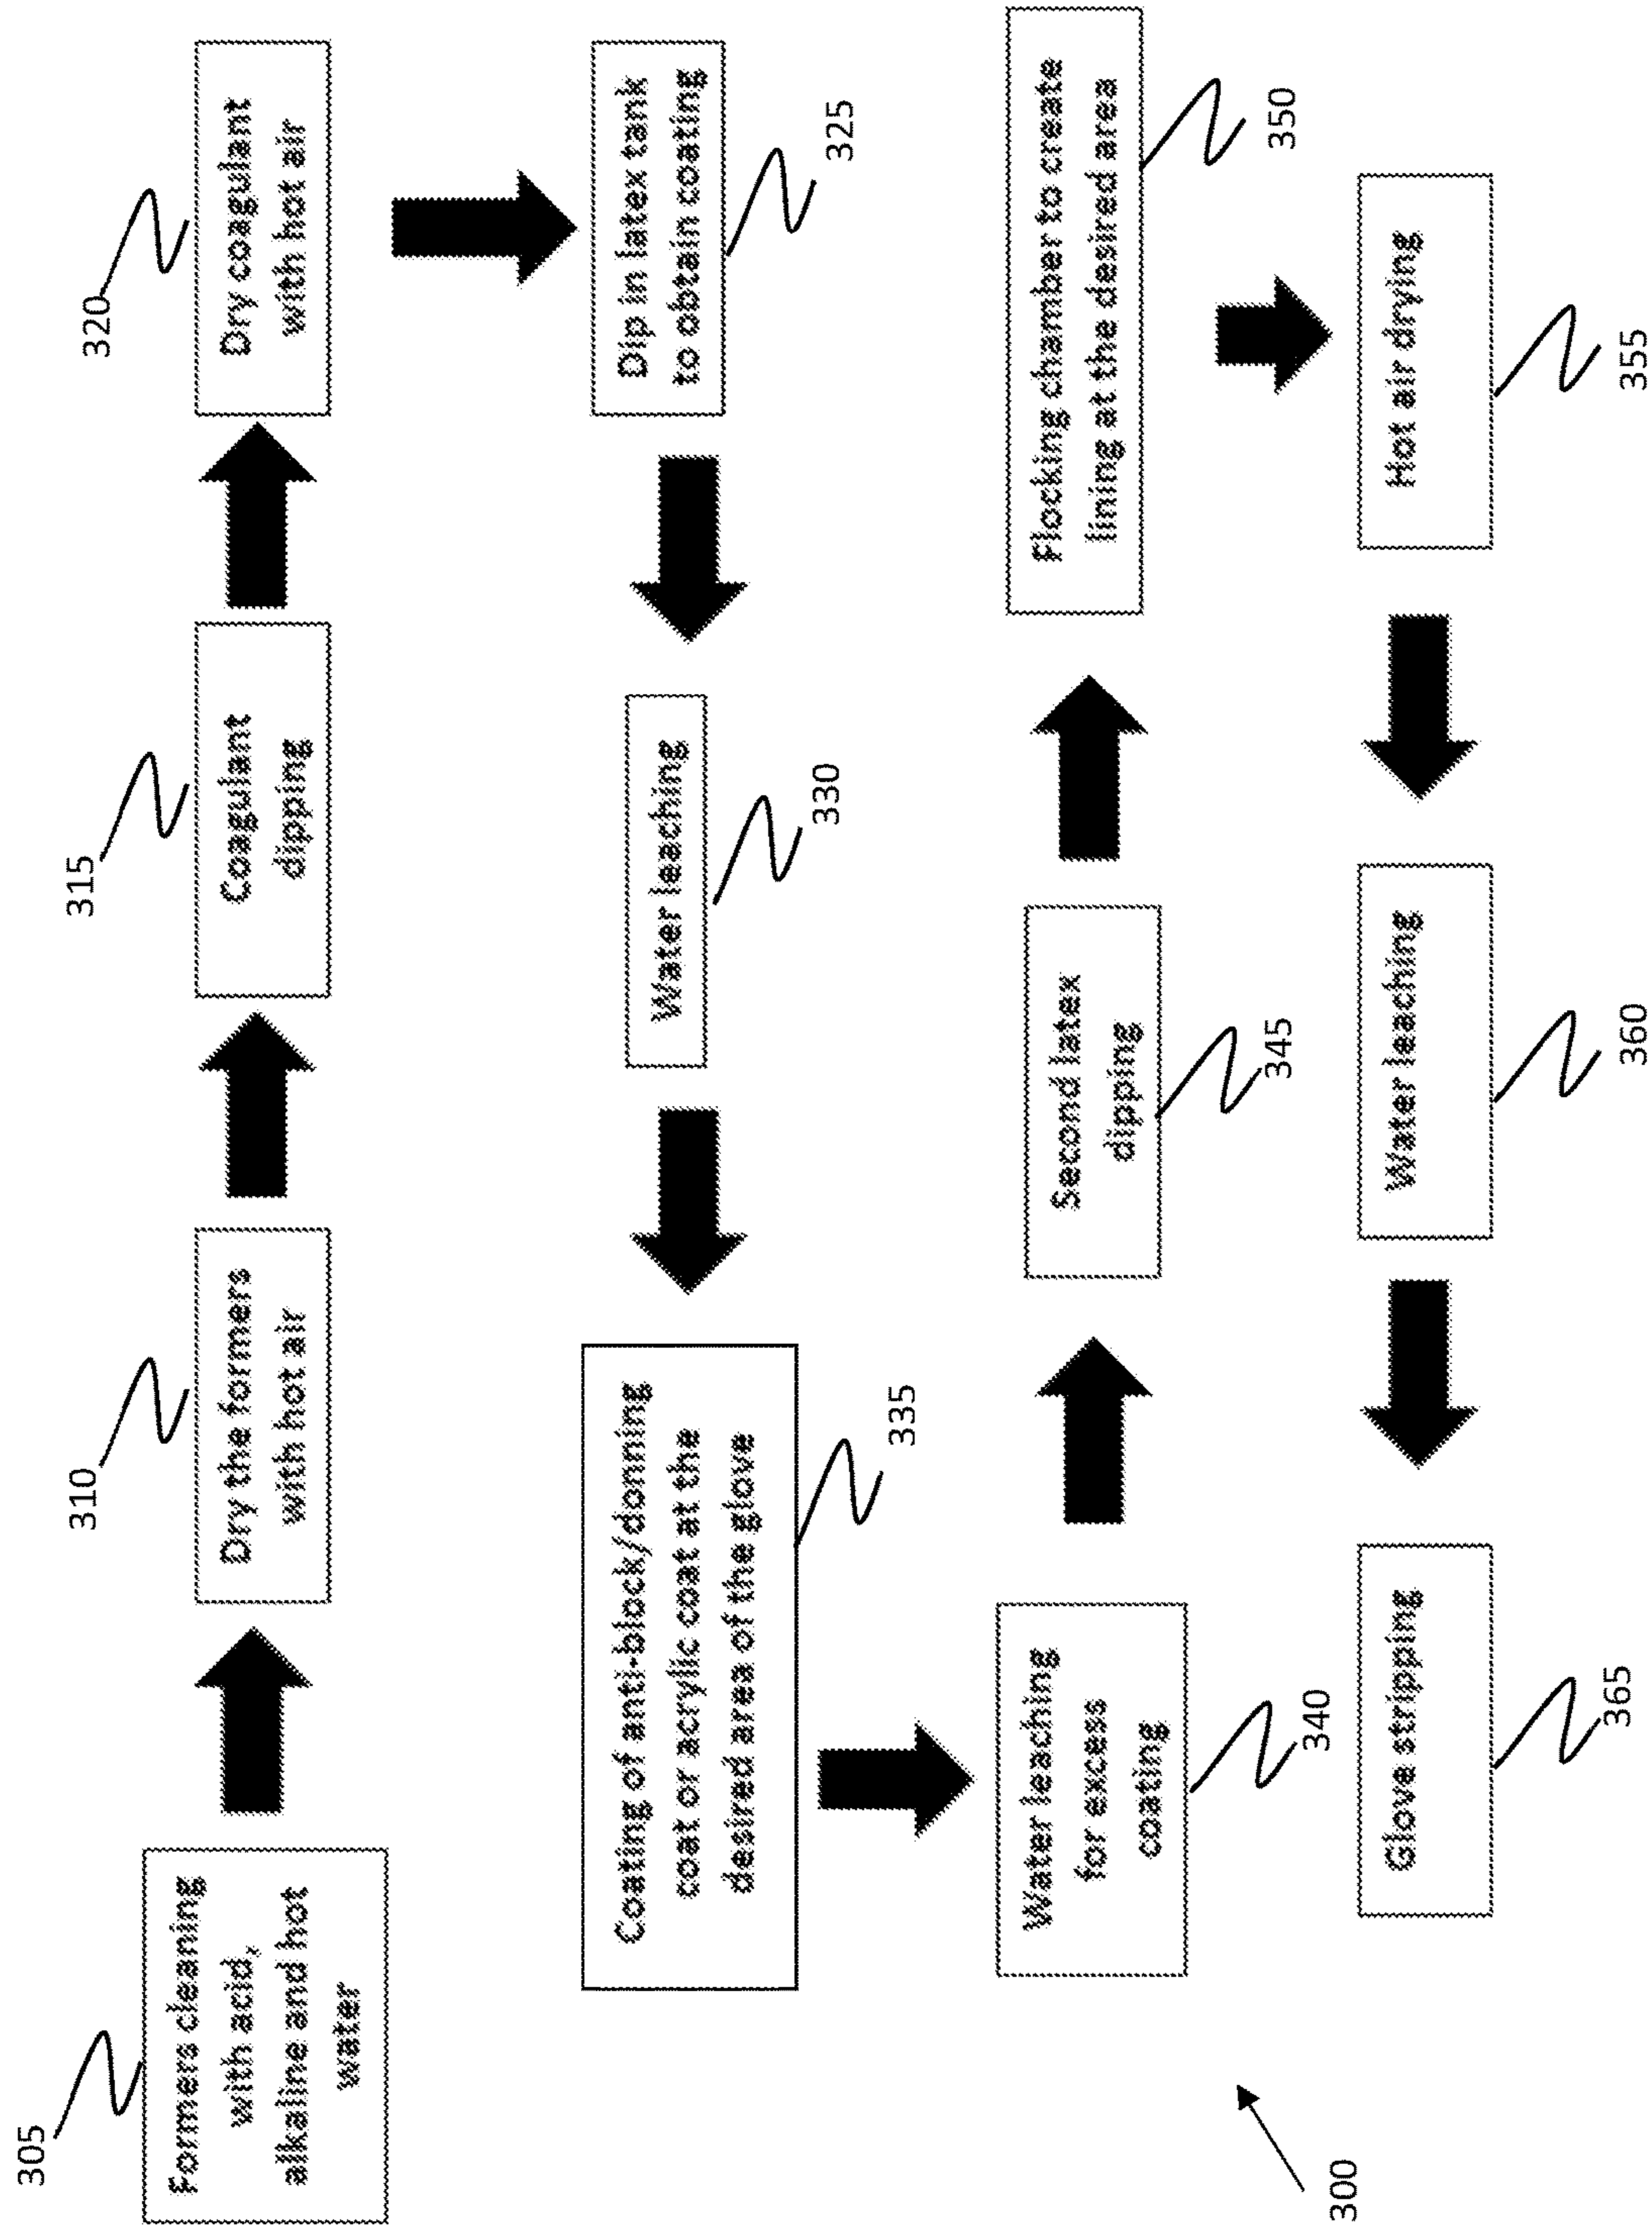 305
Formers cleaning
with acid,
alkaline and hot
water
310
Dry the formers
with hot air
315
Coagulant
dipping
320
Dry coagulant
with hot air
Dip in latex tank
to obtain coating
325
Water leaching
330
Coating of anti-block/donning
coat or acrylic coat at the
desired area of the glove
335
Water leaching
for excess
coating
340
Second latex
dipping
345
Flocking chamber to create
lining at the desired area
350
Hot air drying
355
Water leaching
360
Glove stripping
365
300